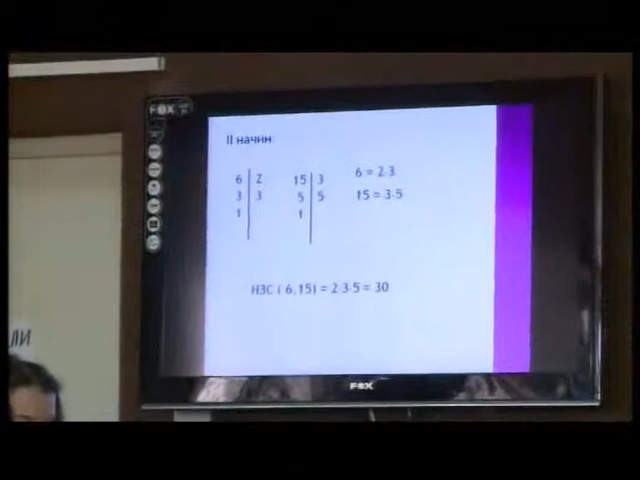 FOX
II начин
6 | 2    15 | 3    6 = 2·3
3 | 3    5 | 5    15 = 3·5
1 |    1 |
НЗС ( 6,15) = 2·3·5 = 30
ЛИ
FOX